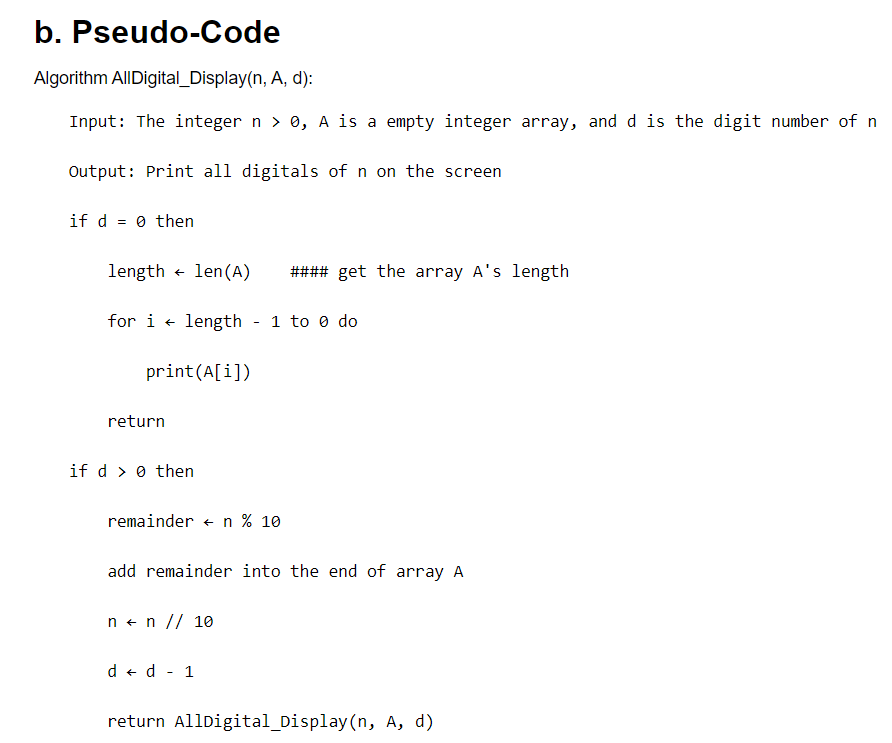 b. Pseudo-Code
Algorithm AllDigital_Display(n, A, d):
Input: The integer n > 0, A is a empty integer array, and d is the digit number of n
Output: Print all digitals of n on the screen
if d = 0 then
length ← len(A)    #### get the array A's length
for i ← length - 1 to 0 do
print(A[i])
return
if d > 0 then
remainder ← n % 10
add remainder into the end of array A
n ← n // 10
d ← d - 1
return AllDigital_Display(n, A, d)